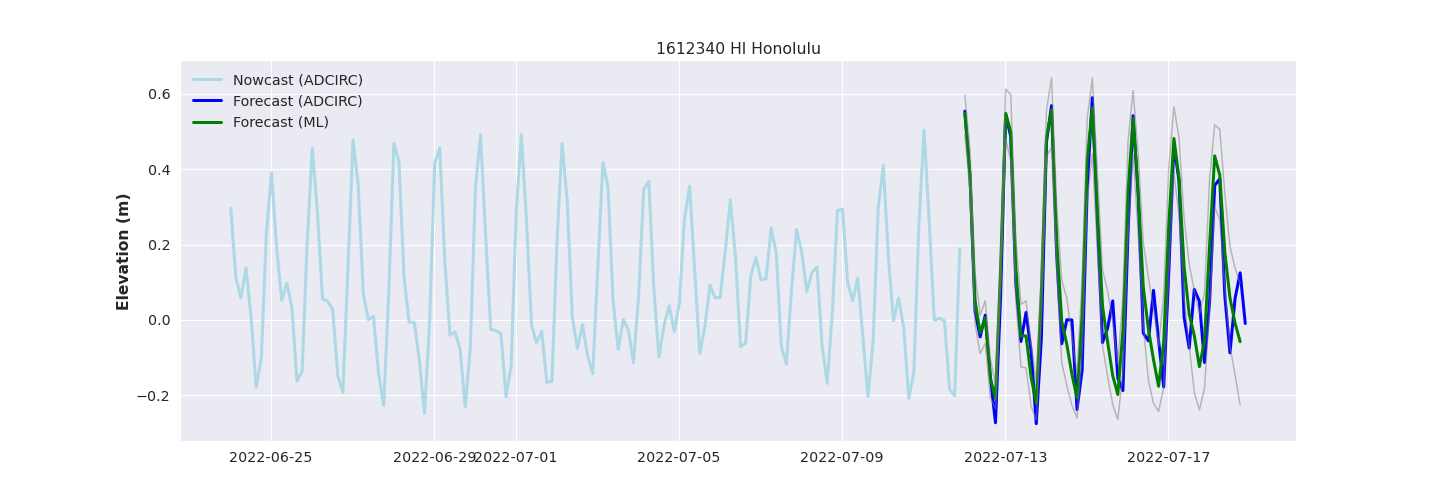 1612340 HI Honolulu
Nowcast (ADCIRC)
Forecast (ADCIRC)
Forecast (ML)
Elevation (m)
0.6
0.4
0.2
0.0
−0.2
2022-06-25
2022-06-29
2022-07-01
2022-07-05
2022-07-09
2022-07-13
2022-07-17